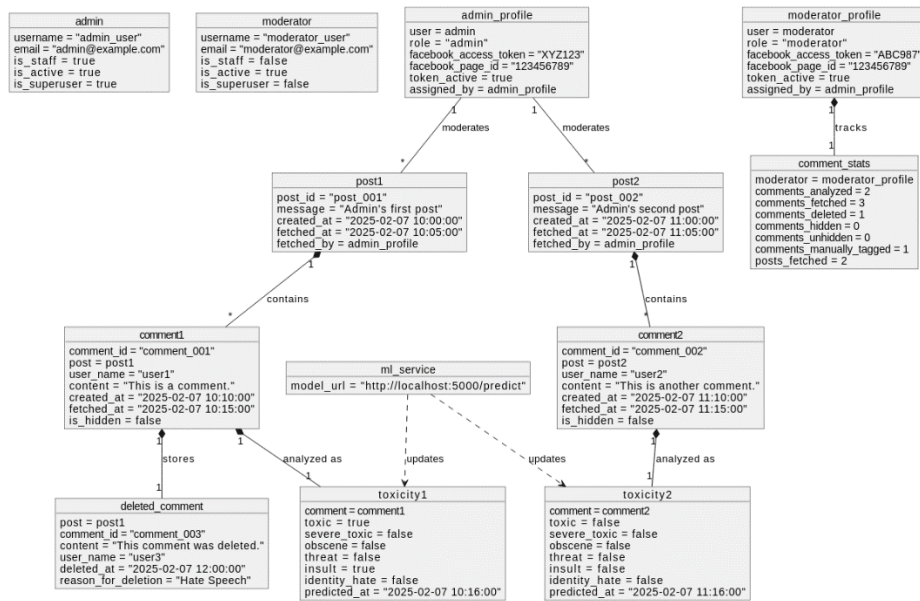 admin
username = "admin_user"
email = "admin@example.com"
is_staff = true
is_active = true
is_superuser = true
moderator
username = "moderator_user"
email = "moderator@example.com"
is_staff = false
is_active = true
is_superuser = false
admin_profile
user = admin
role = "admin"
facebook_access_token = "XYZ123"
facebook_page_id = "123456789"
token_active = true
assigned_by = admin_profile
moderator_profile
user = moderator
role = "moderator"
facebook_access_token = "ABC987"
facebook_page_id = "123456789"
token_active = true
assigned_by = admin_profile
1
1
1
moderates
moderates
tracks
*
*
1
post1
post_id = "post_001"
message = "Admin's first post"
created_at = "2025-02-07 10:00:00"
fetched_at = "2025-02-07 10:05:00"
fetched_by = admin_profile
post2
post_id = "post_002"
message = "Admin's second post"
created_at = "2025-02-07 11:00:00"
fetched_at = "2025-02-07 11:05:00"
fetched_by = admin_profile
comment_stats
moderator = moderator_profile
comments_analyzed = 2
comments_fetched = 3
comments_deleted = 1
comments_hidden = 0
comments_unhidden = 0
comments_manually_tagged = 1
posts_fetched = 2
1
1
contains
contains
*
*
comment1
comment_id = "comment_001"
post = post1
user_name = "user1"
content = "This is a comment."
created_at = "2025-02-07 10:10:00"
fetched_at = "2025-02-07 10:15:00"
is_hidden = false
ml_service
model_url = "http://localhost:5000/predict"
comment2
comment_id = "comment_002"
post = post2
user_name = "user2"
content = "This is another comment."
created_at = "2025-02-07 11:10:00"
fetched_at = "2025-02-07 11:15:00"
is_hidden = false
1
1
1
stores
analyzed as
updates
updates
analyzed as
1
1
1
deleted_comment
post = post1
comment_id = "comment_003"
content = "This comment was deleted."
user_name = "user3"
deleted_at = "2025-02-07 12:00:00"
reason_for_deletion = "Hate Speech"
toxicity1
comment = comment1
toxic = true
severe_toxic = false
obscene = false
threat = false
insult = true
identity_hate = false
predicted_at = "2025-02-07 10:16:00"
toxicity2
comment = comment2
toxic = false
severe_toxic = false
obscene = false
threat = false
insult = false
identity_hate = false
predicted_at = "2025-02-07 11:16:00"